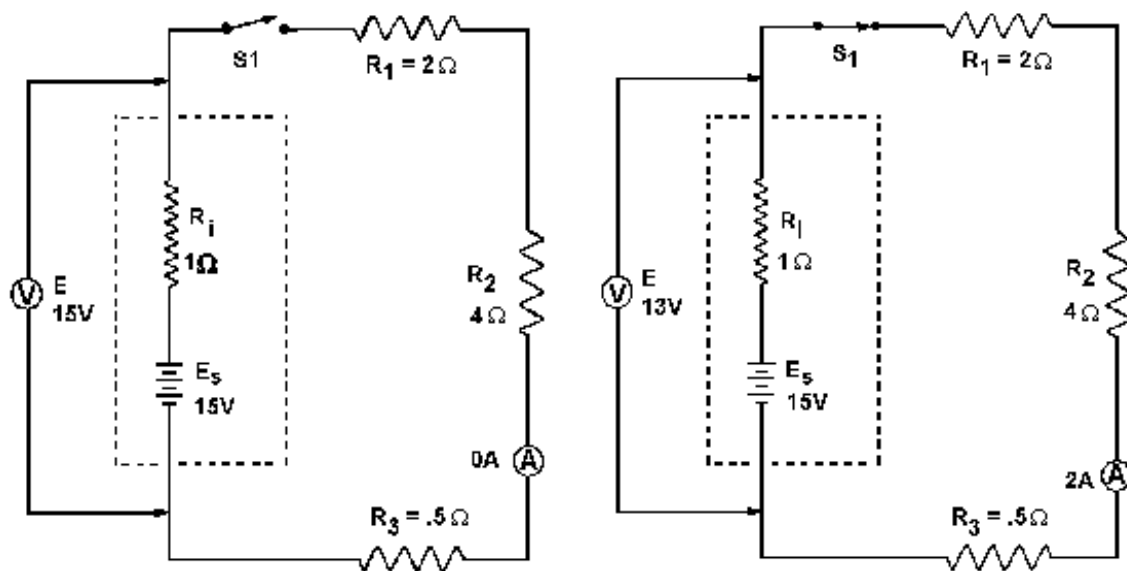 S1
R1 = 2Ω
Ri
1Ω
R2
4Ω
V
E
15V
Es
15V
0A
A
R3 = .5Ω
S1
R1 = 2Ω
Ri
1Ω
R2
4Ω
V
E
13V
Es
15V
2A
A
R3 = .5Ω